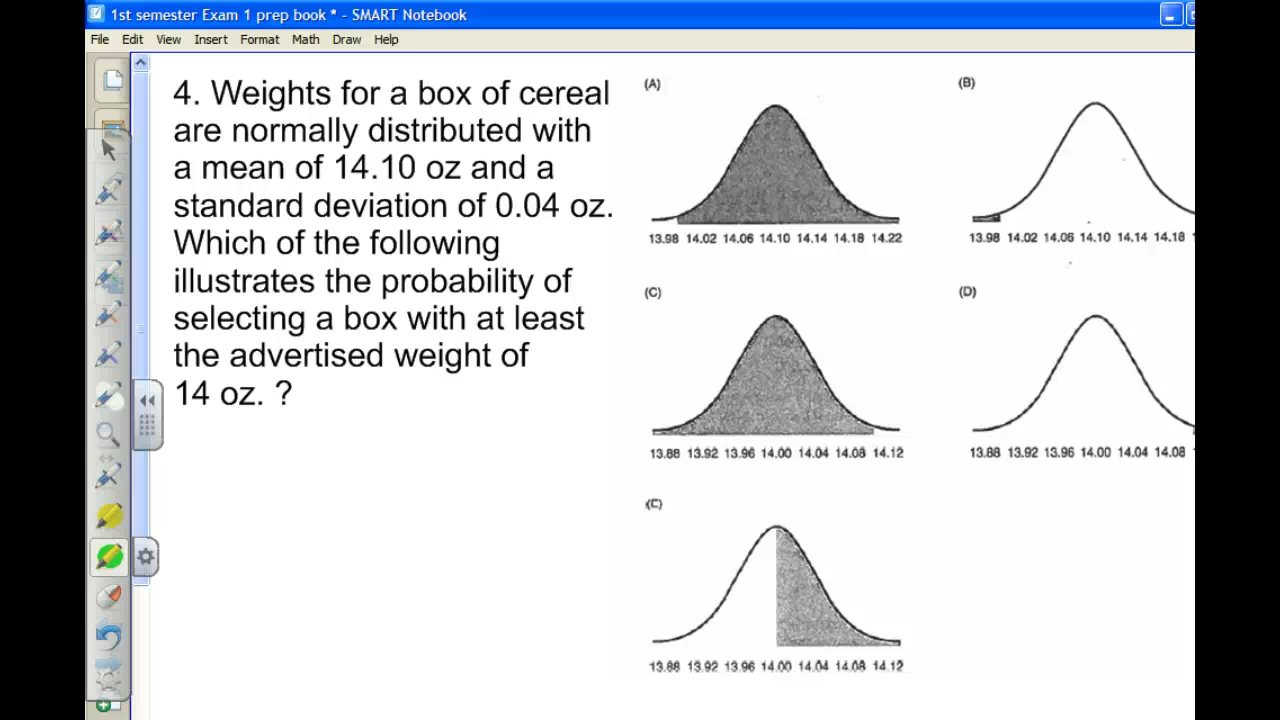 1st semester Exam 1 prep book * - SMART Notebook
File Edit View Insert Format Math Draw Help
4. Weights for a box of cereal
are normally distributed with
a mean of 14.10 oz and a
standard deviation of 0.04 oz.
Which of the following
illustrates the probability of
selecting a box with at least
the advertised weight of
14 oz. ?
(A)
13.98 14.02 14.06 14.10 14.14 14.18 14.22
(B)
13.98 14.02 14.06 14.10 14.14 14.18
(C)
13.88 13.92 13.96 14.00 14.04 14.08 14.12
(D)
13.88 13.92 13.96 14.00 14.04 14.08
(E)
13.88 13.92 13.96 14.00 14.04 14.08 14.12